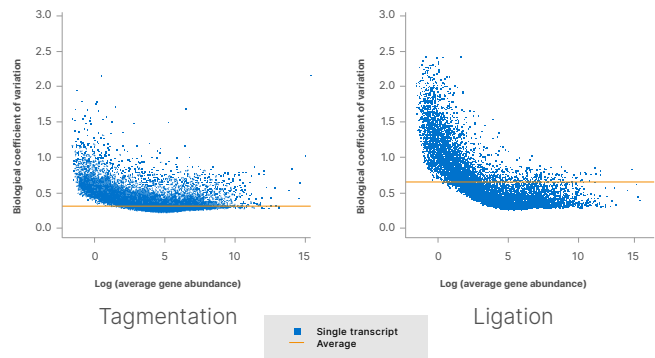 3.0
2.5
2.0
1.5
1.0
0.5
0.0
Biological coefficient of variation
0 5 10 15
Log (average gene abundance)
Tagmentation
3.0
2.5
2.0
1.5
1.0
0.5
0.0
Biological coefficient of variation
0 5 10 15
Log (average gene abundance)
Ligation
Single transcript
Average